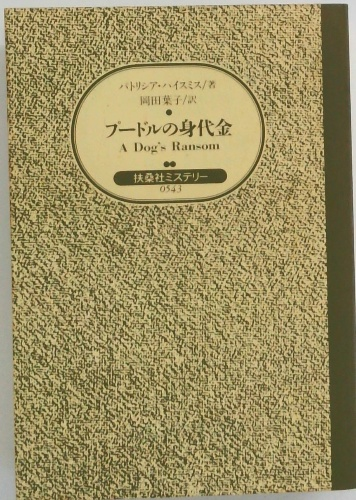 パトリシア・ハイスミス/著
岡田葉子/訳
プードルの身代金
A Dog's Ransom
扶桑社ミステリー
0543